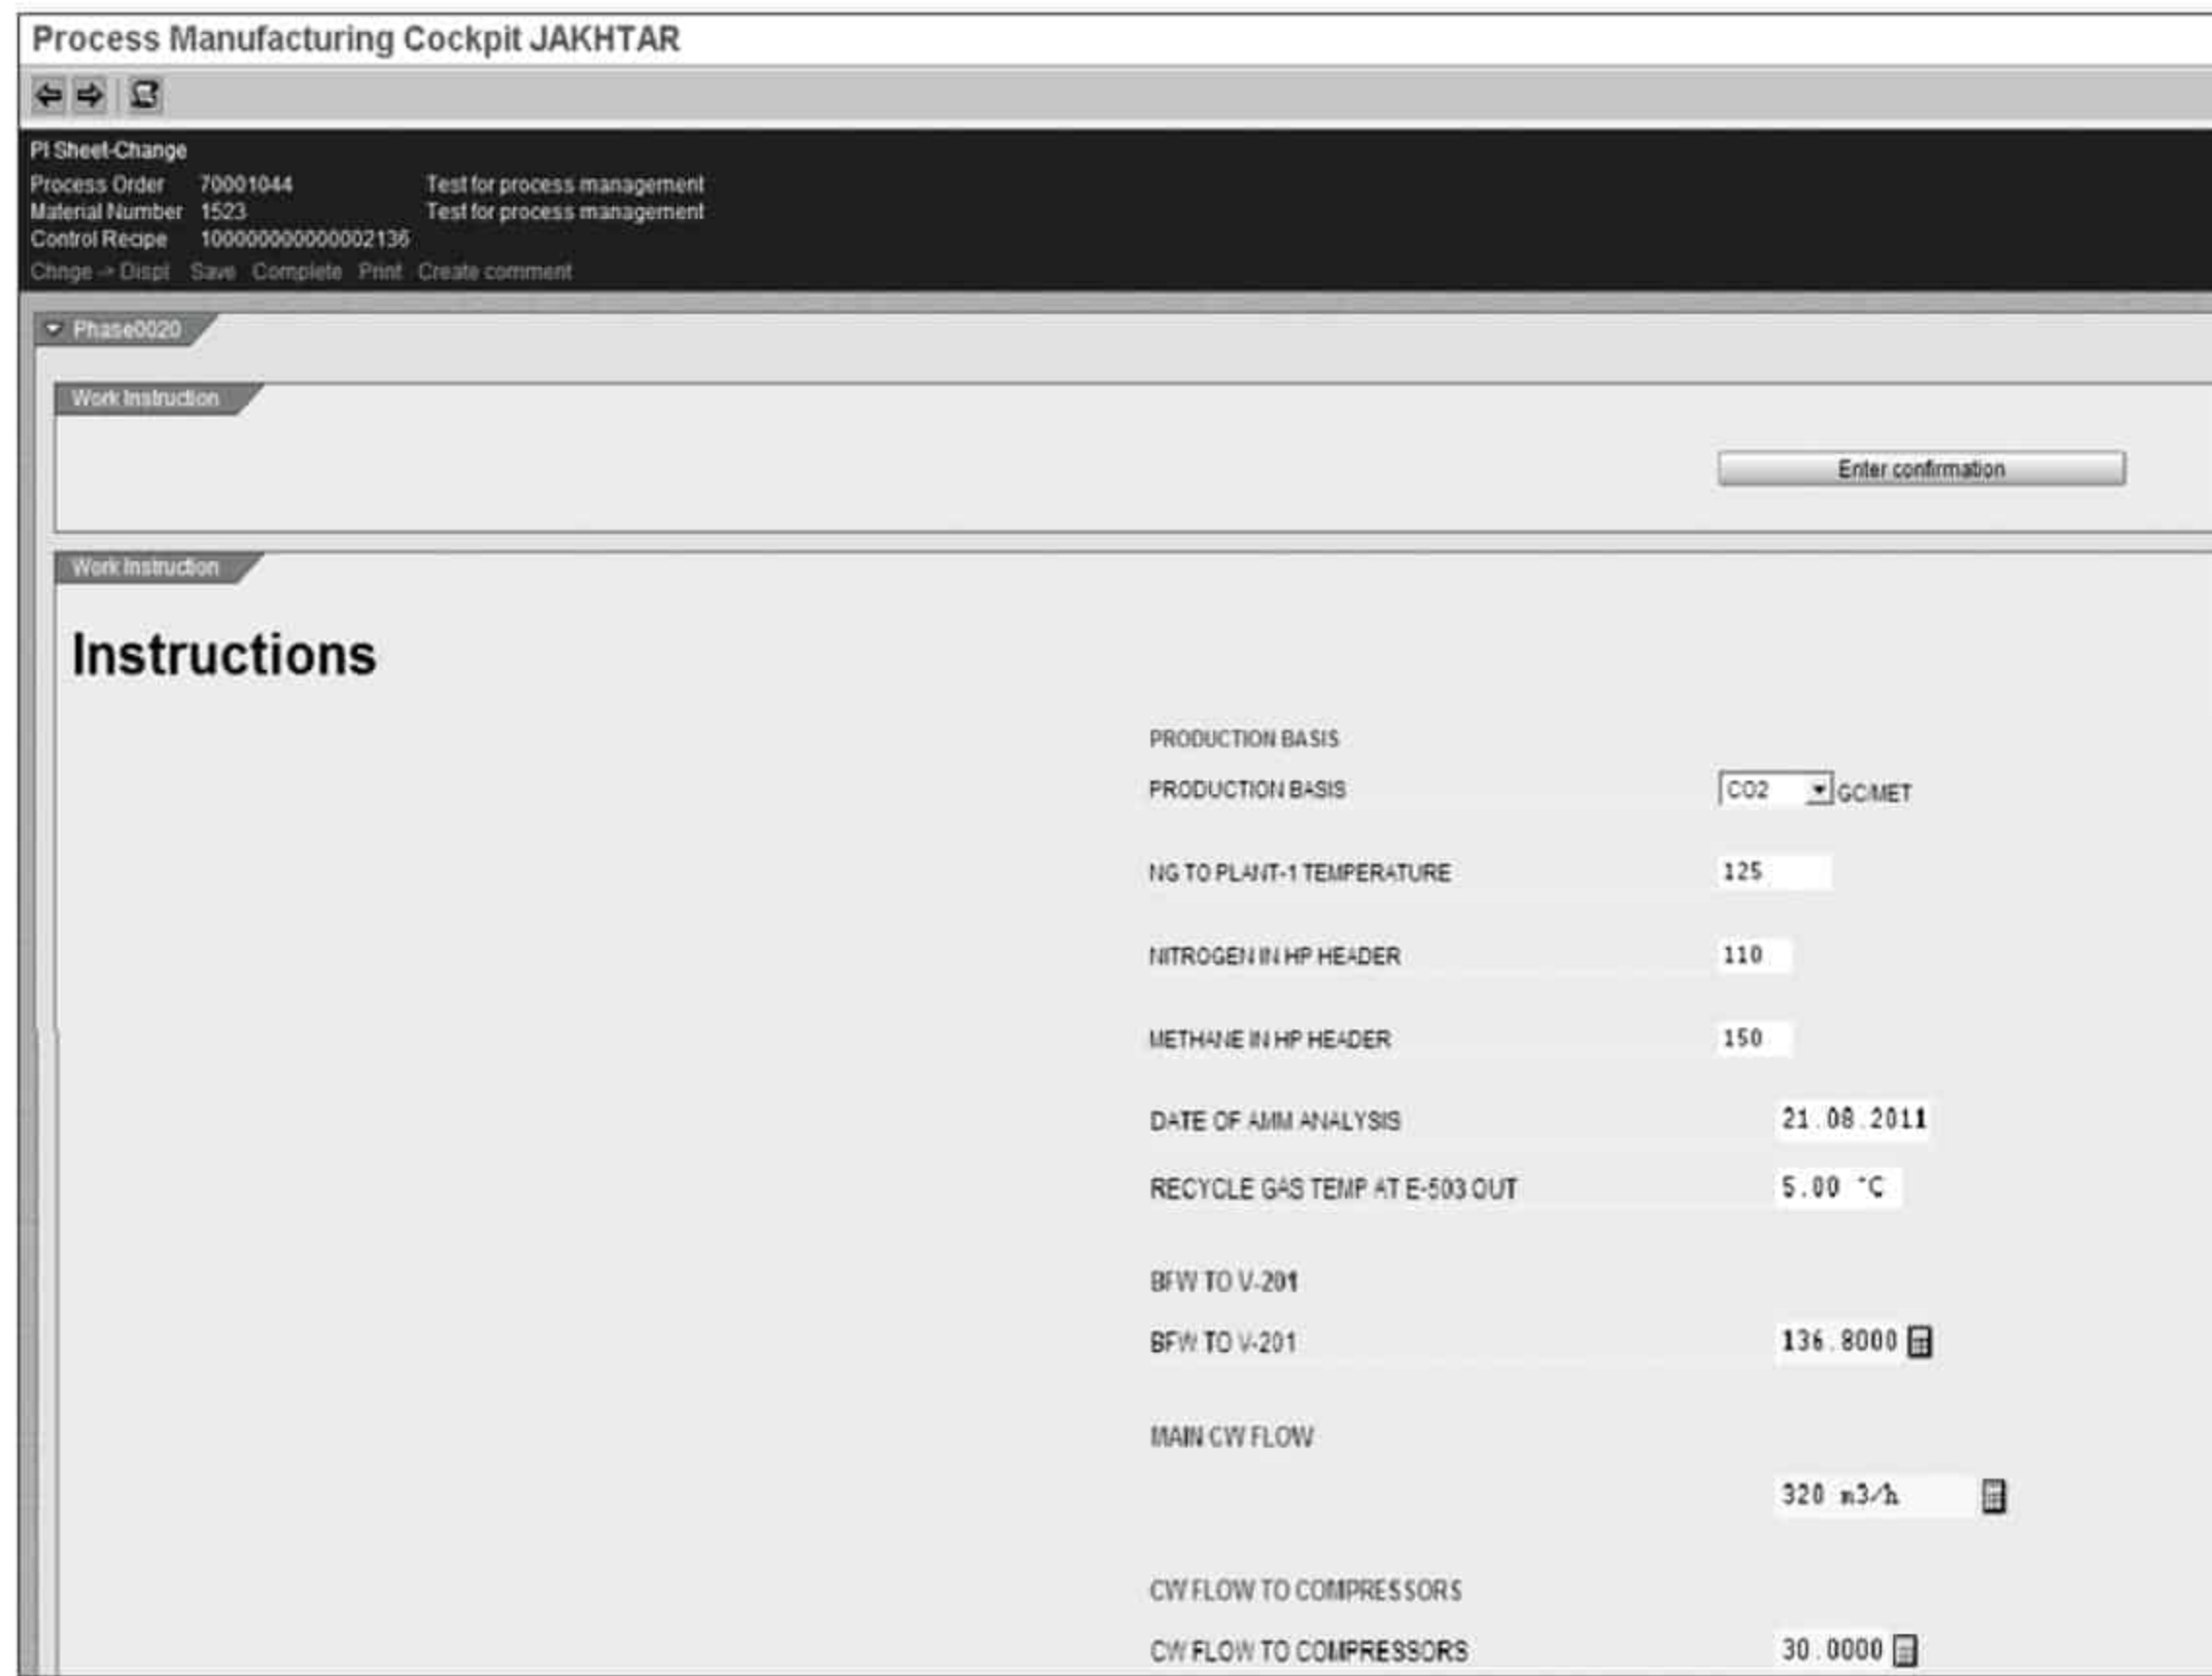 Process Manufacturing Cockpit JAKHTAR
PI Sheet-Change
Process Order 70001044 Test for process management
Material Number 1523 Test for process management
Control Recipe 100000000000002136
Chnge -> Displ Save Complete Print Create comment
Phase0020
Work Instruction
Enter confirmation
Work Instruction
Instructions
PRODUCTION BASIS
PRODUCTION BASIS CO2 GC/MET
NG TO PLANT-1 TEMPERATURE 125
NITROGEN IN HP HEADER 110
METHANE IN HP HEADER 150
DATE OF AMM ANALYSIS 21.08.2011
RECYCLE GAS TEMP AT E-503 OUT 5.00 °C
BFW TO V-201
BFW TO V-201 136.8000
MAIN CW FLOW
320 m3/h
CW FLOW TO COMPRESSORS
CW FLOW TO COMPRESSORS 30.0000